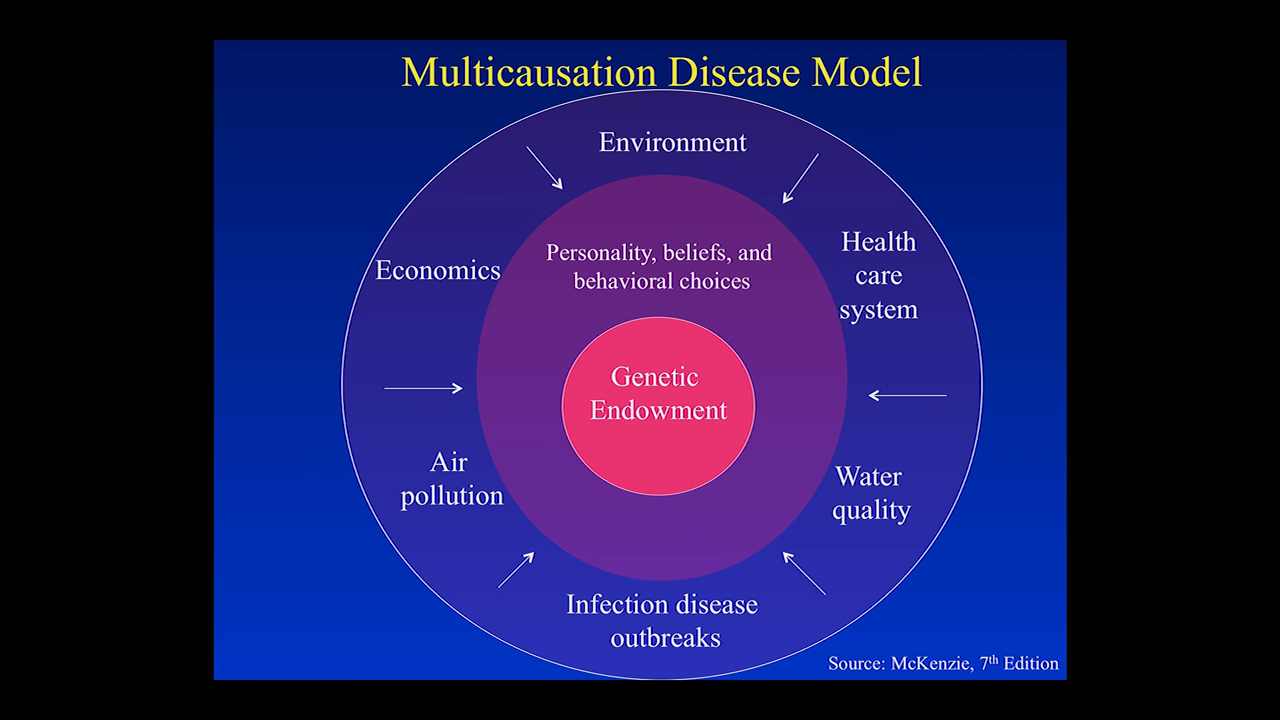 Multicausation Disease Model
Environment
Personality, beliefs, and
behavioral choices
Health
care
system
Economics
Genetic
Endowment
Air
pollution
Water
quality
Infection disease
outbreaks
Source: McKenzie, 7th Edition